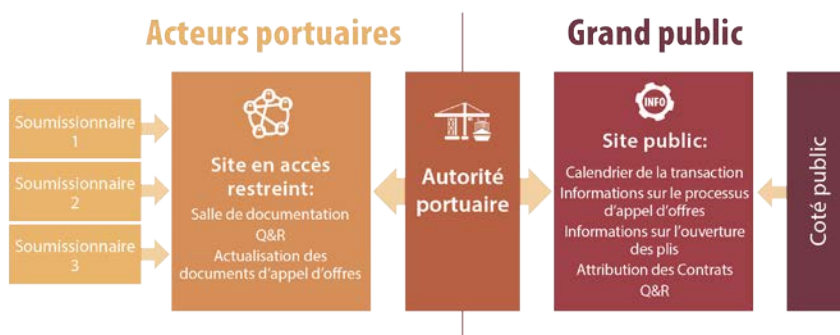 Acteurs portuaires
Grand public
Soumissionnaire
1
Soumissionnaire
2
Soumissionnaire
3
Site en accès
restreint:
Salle de documentation
Q&R
Actualisation des
documents d'appel d'offres
Autorité
portuaire
INFO
Site public:
Calendrier de la transaction
Informations sur le processus
d'appel d'offres
Informations sur l'ouverture
des plis
Attribution des Contrats
Q&R
Coté public